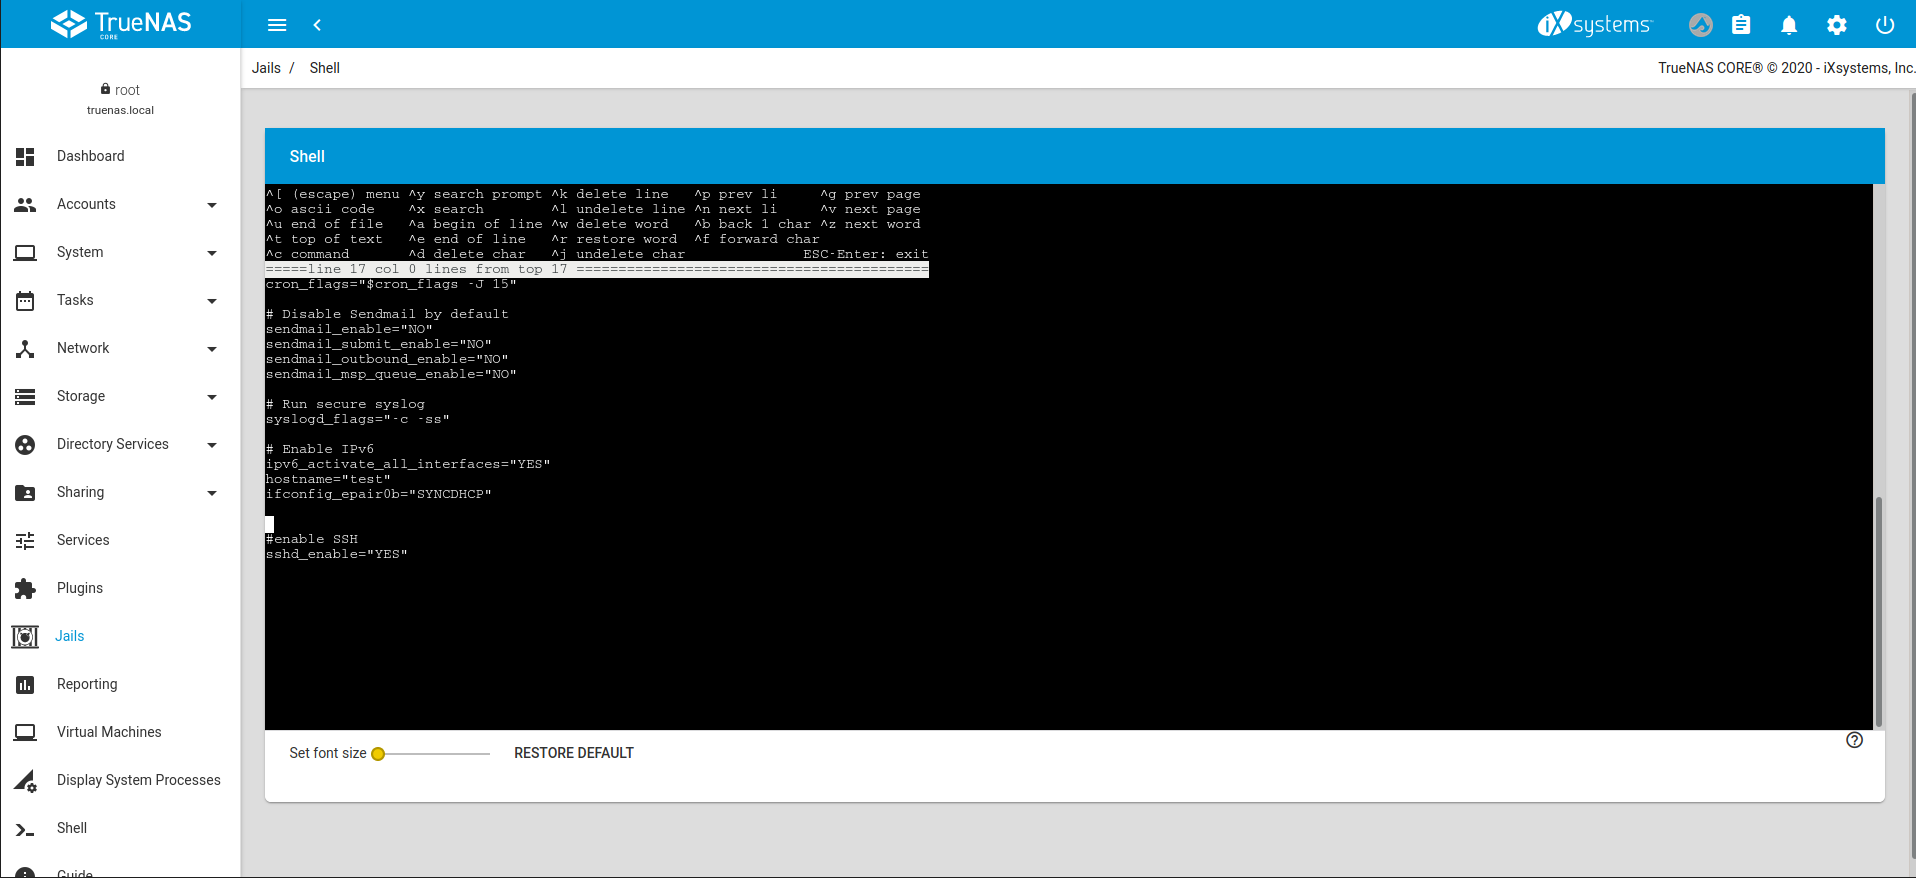 TrueNAS
CORE
iXsystems
Jails / Shell
TrueNAS CORE® © 2020 - iXsystems, Inc.
root
truenas.local
Dashboard
Accounts
System
Tasks
Network
Storage
Directory Services
Sharing
Services
Plugins
Jails
Reporting
Virtual Machines
Display System Processes
Shell
Guide
Shell
^[ (escape) menu ^y search prompt ^k delete line   ^p prev li     ^g prev page
^o ascii code    ^x search        ^l undelete line ^n next li     ^v next page
^u end of file   ^a begin of line ^w delete word   ^b back 1 char ^z next word
^t top of text   ^e end of line   ^r restore word  ^f forward char
^c command       ^d delete char   ^j undelete char              ESC-Enter: exit
=====line 17 col 0 lines from top 17 ==========================================
cron_flags="$cron_flags -J 15"
# Disable Sendmail by default
sendmail_enable="NO"
sendmail_submit_enable="NO"
sendmail_outbound_enable="NO"
sendmail_msp_queue_enable="NO"
# Run secure syslog
syslogd_flags="-c -ss"
# Enable IPv6
ipv6_activate_all_interfaces="YES"
hostname="test"
ifconfig_epair0b="SYNCDHCP"
#enable SSH
sshd_enable="YES"
Set font size
RESTORE DEFAULT